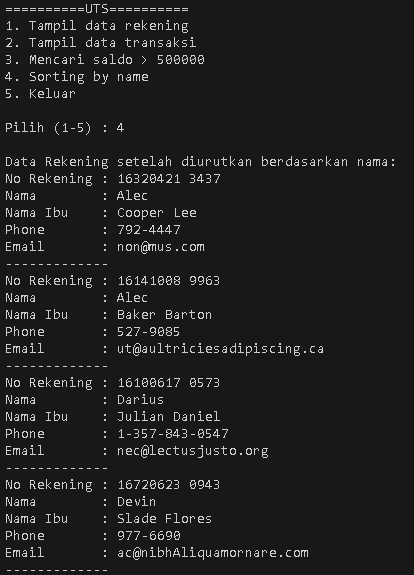 ==========UTS==========
1. Tampil data rekening
2. Tampil data transaksi
3. Mencari saldo > 500000
4. Sorting by name
5. Keluar
Pilih (1-5) : 4
Data Rekening setelah diurutkan berdasarkan nama:
No Rekening : 16320421 3437
Nama : Alec
Nama Ibu : Cooper Lee
Phone : 792-4447
Email : non@mus.com
-------------
No Rekening : 16141008 9963
Nama : Alec
Nama Ibu : Baker Barton
Phone : 527-9085
Email : ut@aultriciesadipiscing.ca
-------------
No Rekening : 16100617 0573
Nama : Darius
Nama Ibu : Julian Daniel
Phone : 1-357-843-0547
Email : nec@lectusjusto.org
-------------
No Rekening : 16720623 0943
Nama : Devin
Nama Ibu : Slade Flores
Phone : 977-6690
Email : ac@nibhAliquamornare.com
-------------